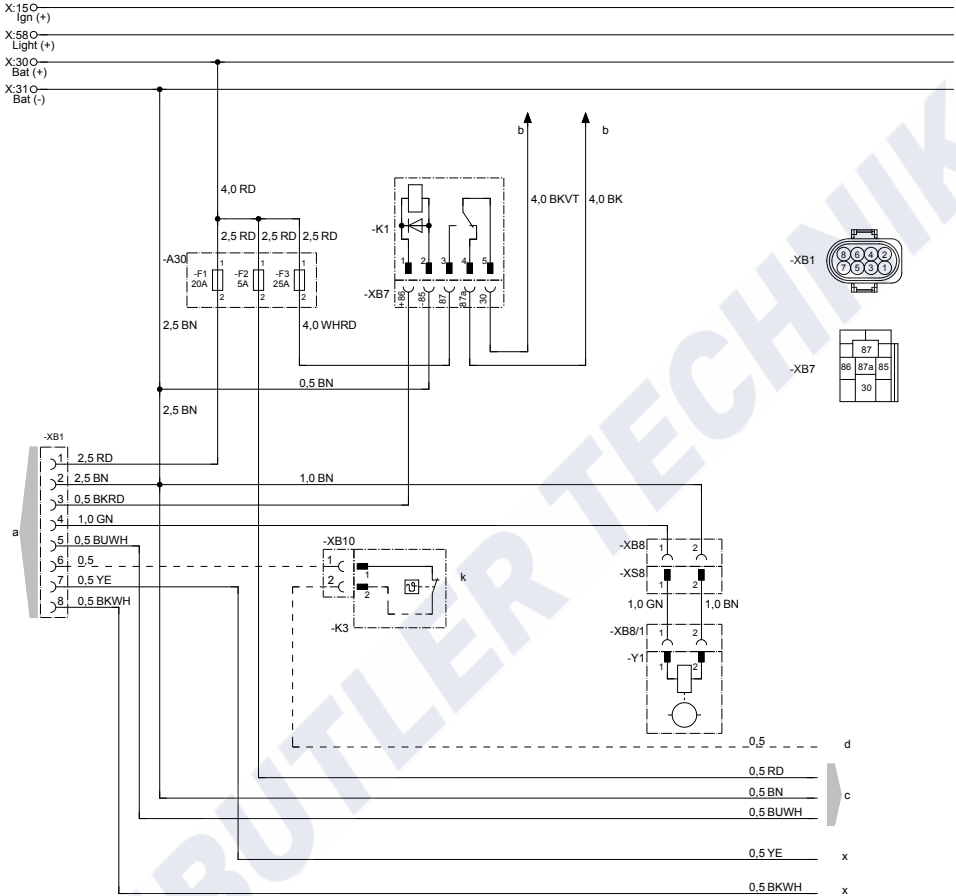 X:15
Ign (+)
X:58
Light (+)
X:30
Bat (+)
X:31
Bat (-)
b
b
4,0 RD
4,0 BKVT
4,0 BK
2,5 RD
2,5 RD
2,5 RD
-K1
-A30
1
1
1
-F1
20A
-F2
5A
-F3
25A
2
2
2
1
2
3
4
5
-XB7
+86
-85
87
87a
30
-XB1
8 6 4 2
7 5 3 1
2,5 BN
4,0 WHRD
-XB7
87
86 87a 85
30
0,5 BN
2,5 BN
-XB1
1 2,5 RD
2 2,5 BN
1,0 BN
3 0,5 BKRD
4 1,0 GN
a
5 0,5 BUWH
6 0,5
7 0,5 YE
8 0,5 BKWH
-XB10
1
2
1
2
k
-K3
-XB8
1
2
-XS8
1
2
1,0 GN
1,0 BN
-XB8/1
1
2
-Y1
1
2
0,5 d
0,5 RD
0,5 BN
c
0,5 BUWH
0,5 YE x
0,5 BKWH x
BUTLER TECHNIK